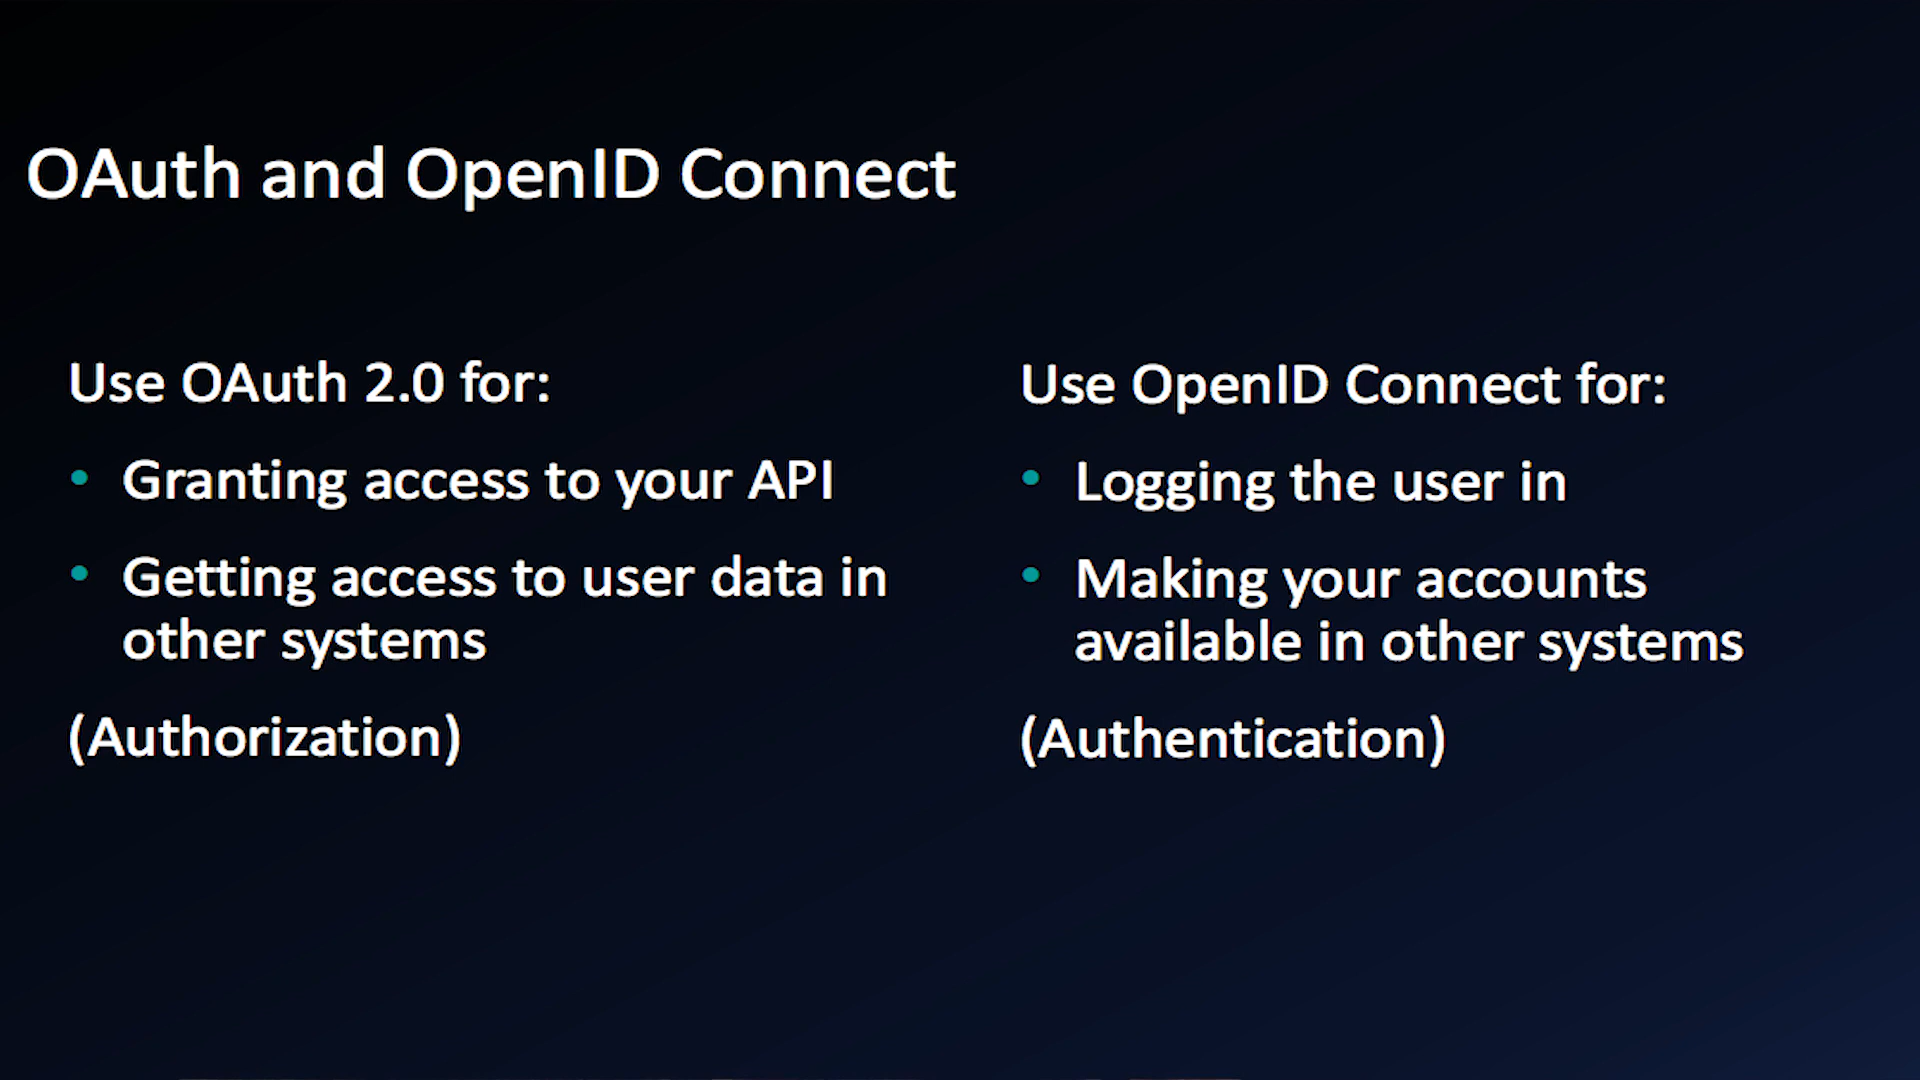 OAuth and OpenID Connect
Use OAuth 2.0 for:
• Granting access to your API
• Getting access to user data in
other systems
(Authorization)
Use OpenID Connect for:
• Logging the user in
• Making your accounts
available in other systems
(Authentication)